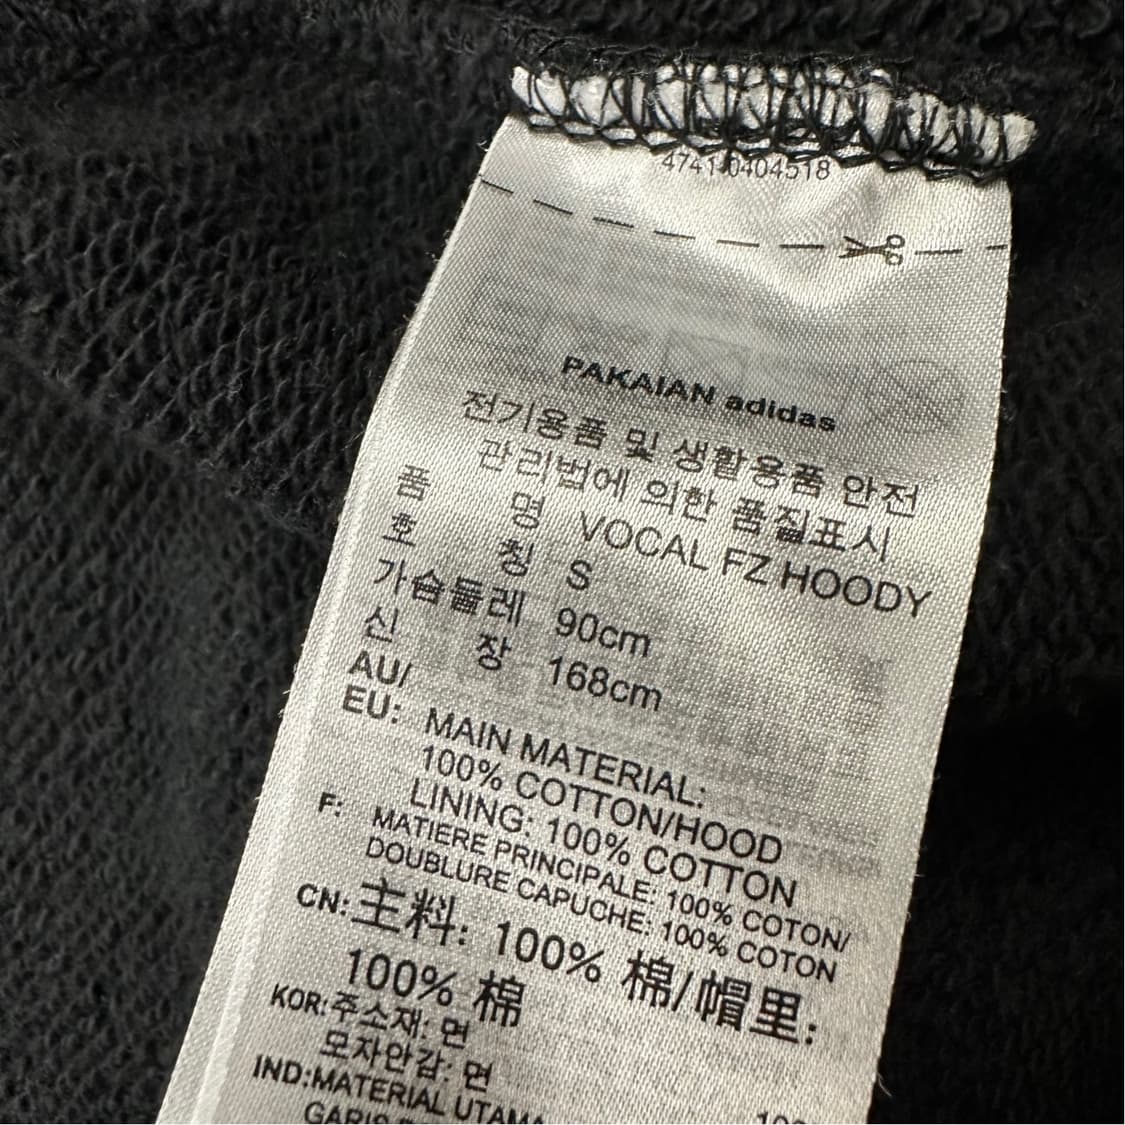 4741 0404518
PAKAIAN adidas
전기용품 및 생활용품 안전
관리법에 의한 품질표시
품 명 VOCAL FZ HOODY
호 칭 S
가슴둘레 90cm
신 장 168cm
AU/
EU: MAIN MATERIAL:
100% COTTON/HOOD
LINING: 100% COTTON
F: MATIERE PRINCIPALE: 100% COTON/
DOUBLURE CAPUCHE: 100% COTON
CN:主料: 100% 棉/帽里:
100% 棉
KOR:주소재: 면
모자안감: 면
IND:MATERIAL UTAMA
GARIS